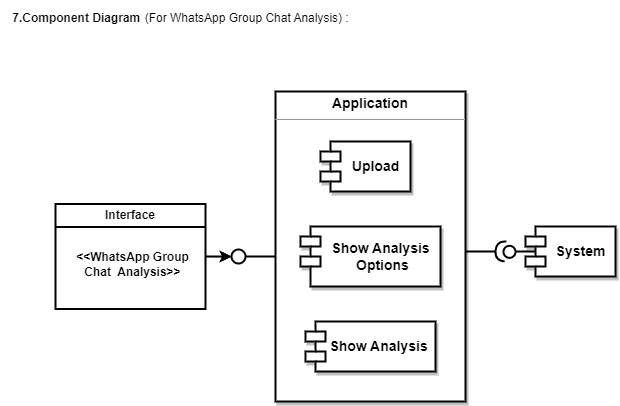 7.Component Diagram (For WhatsApp Group Chat Analysis) :
Application
Upload
Interface
<<WhatsApp Group
Chat Analysis>>
Show Analysis
Options
System
Show Analysis